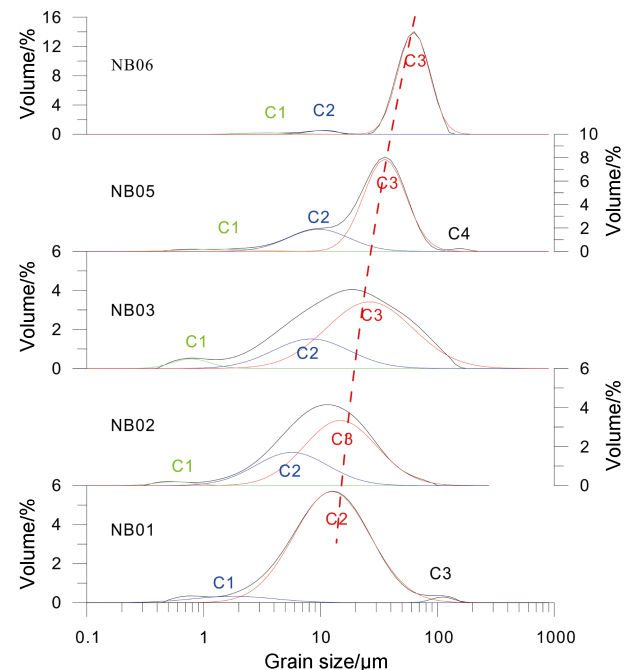 16
12
8
4
0
Volume/%
NB06
C1
C2
C3
10
8
6
4
2
0
Volume/%
NB05
C1
C2
C3
C4
6
4
2
0
Volume/%
NB03
C1
C2
C3
6
4
2
0
Volume/%
NB02
C1
C2
C3
6
4
2
0
Volume/%
NB01
C1
C2
C3
0.1
1
10
100
1000
Grain size/µm